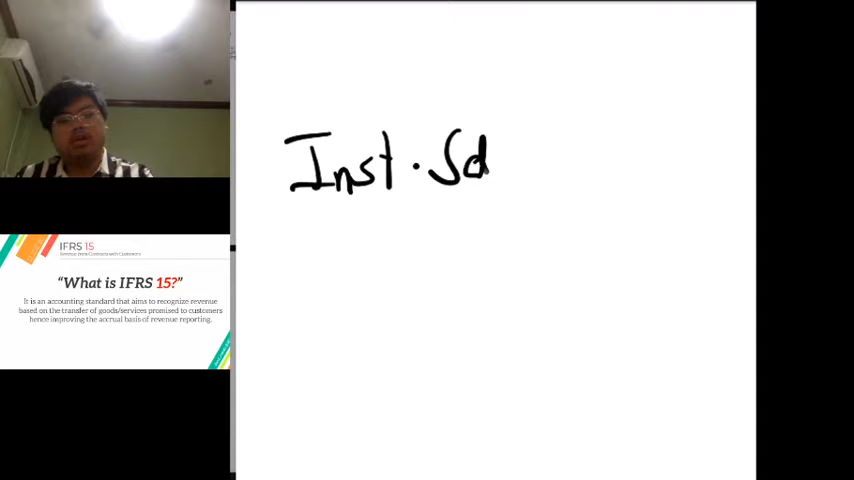 Inst. Sd
IFRS 15
Revenue from Contracts with Customers
“What is IFRS 15?”
It is an accounting standard that aims to recognize revenue
based on the transfer of goods/services promised to customers
hence improving the accrual basis of revenue reporting.